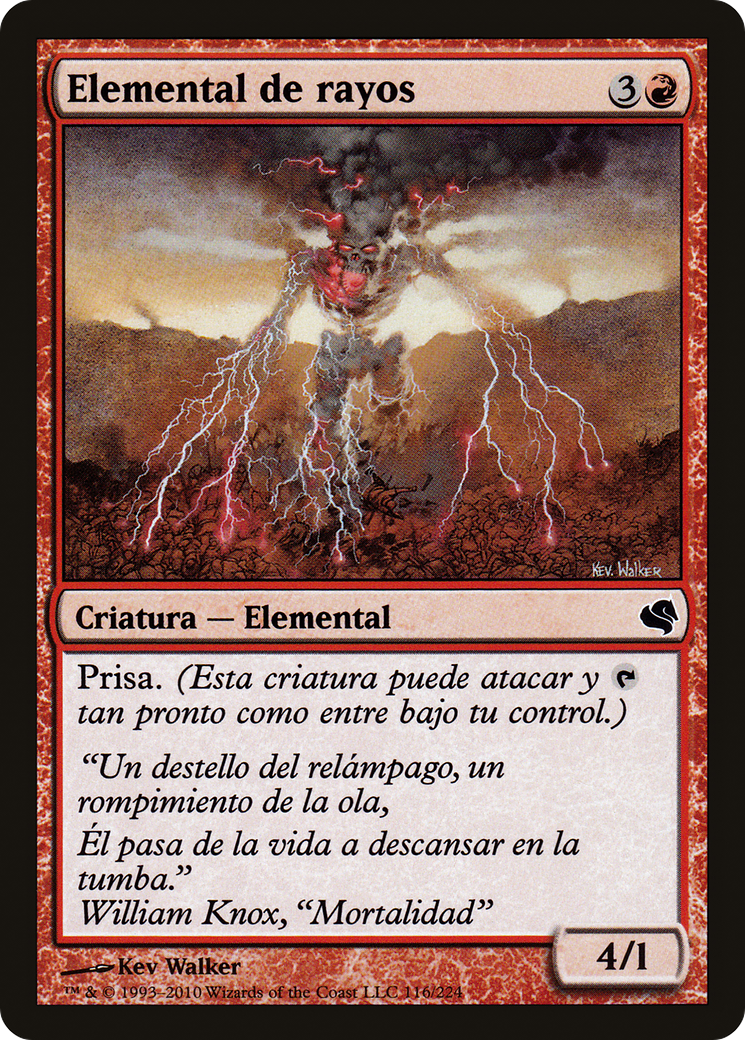 Elemental de rayos 3
KEV. WALKER
Criatura — Elemental
Prisa. (Esta criatura puede atacar y
tan pronto como entre bajo tu control.)
“Un destello del relámpago, un
rompimiento de la ola,
Él pasa de la vida a descansar en la
tumba.”
William Knox, “Mortalidad”
4/1
Kev Walker
™ & © 1993–2010 Wizards of the Coast LLC 116/224